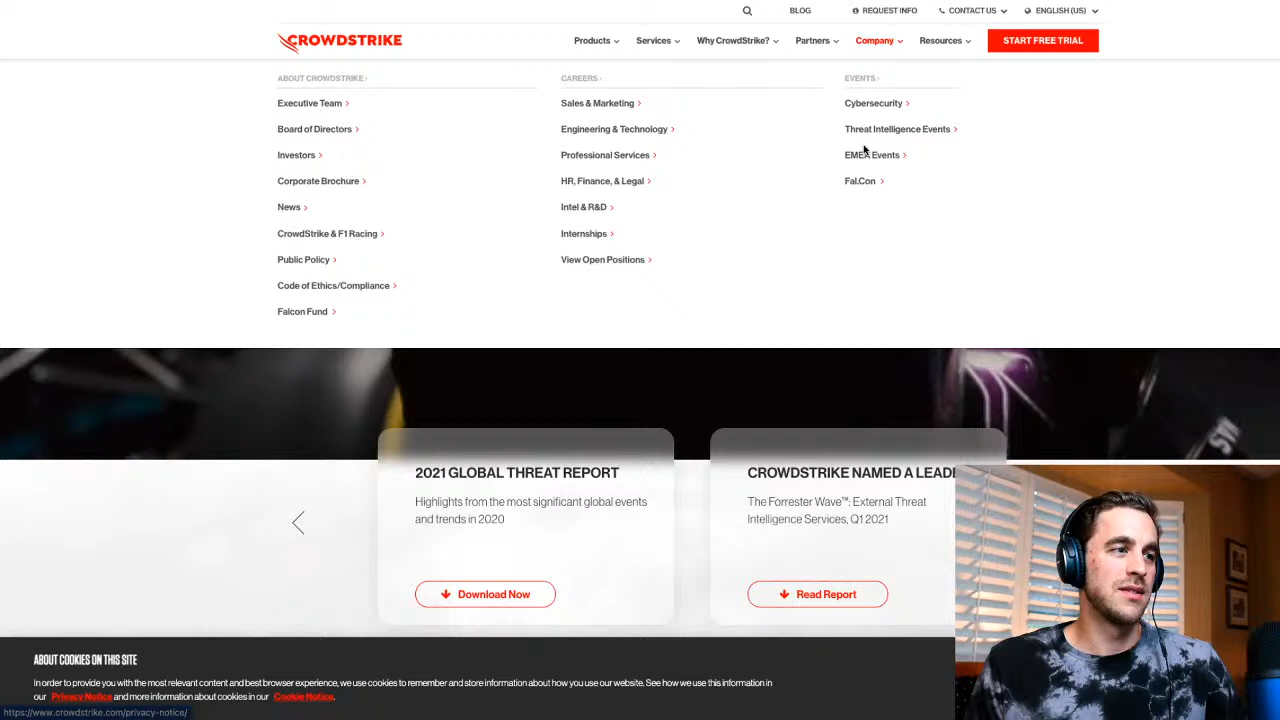 BLOG
REQUEST INFO
CONTACT US
ENGLISH (US)
CROWDSTRIKE
Products
Services
Why CrowdStrike?
Partners
Company
Resources
START FREE TRIAL
ABOUT CROWDSTRIKE
Executive Team
Board of Directors
Investors
Corporate Brochure
News
CrowdStrike & F1 Racing
Public Policy
Code of Ethics/Compliance
Falcon Fund
CAREERS
Sales & Marketing
Engineering & Technology
Professional Services
HR, Finance, & Legal
Intel & R&D
Internships
View Open Positions
EVENTS
Cybersecurity
Threat Intelligence Events
EMEA Events
Fal.Con
2021 GLOBAL THREAT REPORT
Highlights from the most significant global events
and trends in 2020
Download Now
CROWDSTRIKE NAMED A LEAD
The Forrester Wave™: External Threat
Intelligence Services, Q1 2021
Read Report
ABOUT COOKIES ON THIS SITE
In order to provide you with the most relevant content and best browser experience, we use cookies to remember and store information about how you use our website. See how we use this information in
our Privacy Notice and more information about cookies in our Cookie Notice.
https://www.crowdstrike.com/privacy-notice/